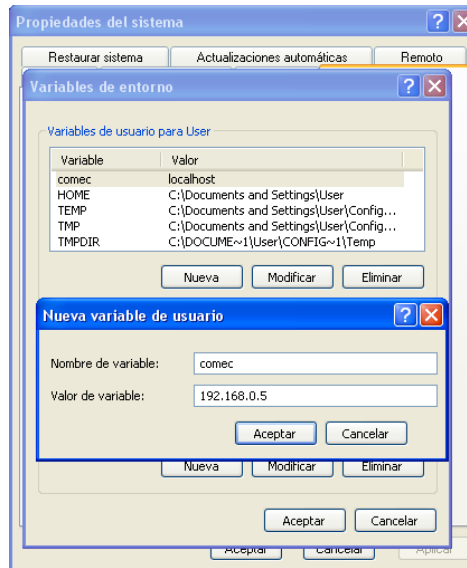 Propiedades del sistema
Restaurar sistema Actualizaciones automáticas Remoto
Variables de entorno
Variables de usuario para User
Variable Valor
comec localhost
HOME C:\Documents and Settings\User
TEMP C:\Documents and Settings\User\Config...
TMP C:\Documents and Settings\User\Config...
TMPDIR C:\DOCUME~1\User\CONFIG~1\Temp
Nueva Modificar Eliminar
Nueva variable de usuario
Nombre de variable: comec
Valor de variable: 192.168.0.5
Aceptar Cancelar
Nueva Modificar Eliminar
Aceptar Cancelar
Aceptar Cancelar Aplicar